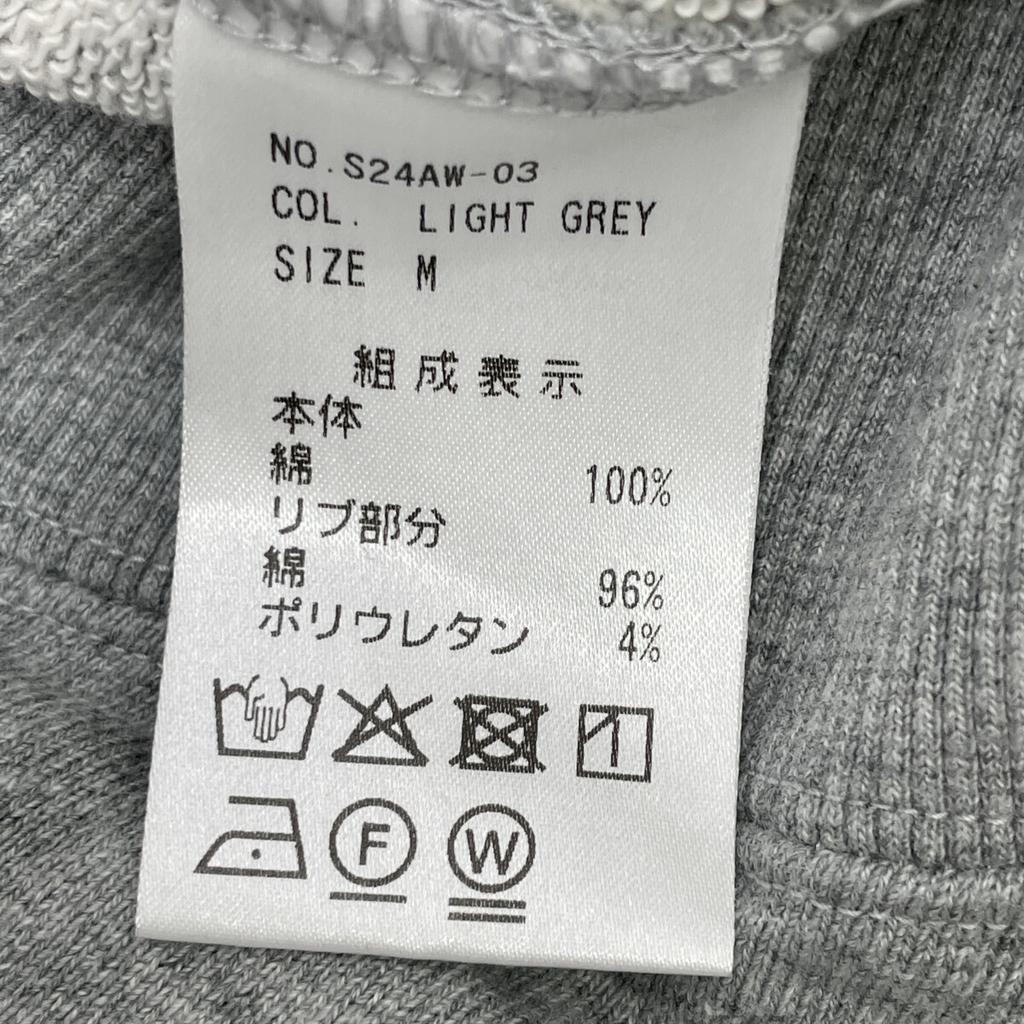 NO.S24AW-03
COL. LIGHT GREY
SIZE M
組成表示
本体
綿 100%
リブ部分
綿 96%
ポリウレタン 4%
F W